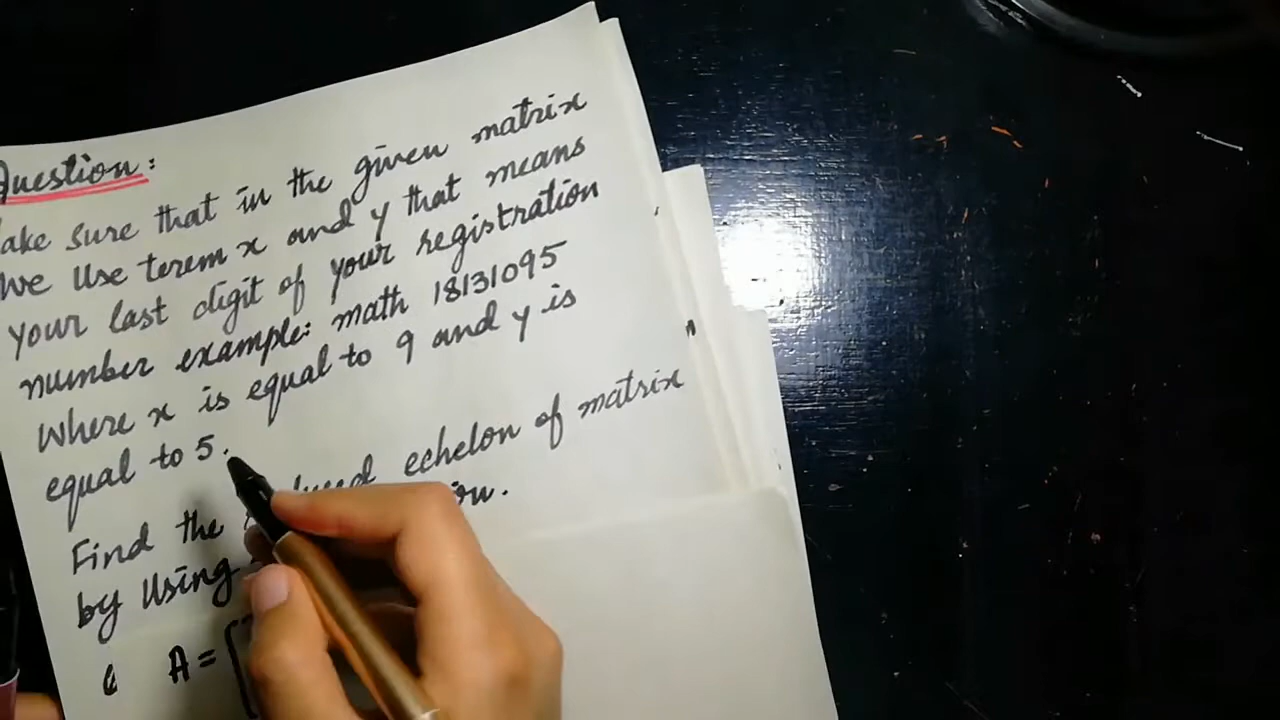 Question:
ake sure that in the given matrix
we use terem x and y that means
your last digit of your registration
number example: math 18131095
Where x is equal to 9 and y is
equal to 5.
Find the echelon of matrix
by using
A = [